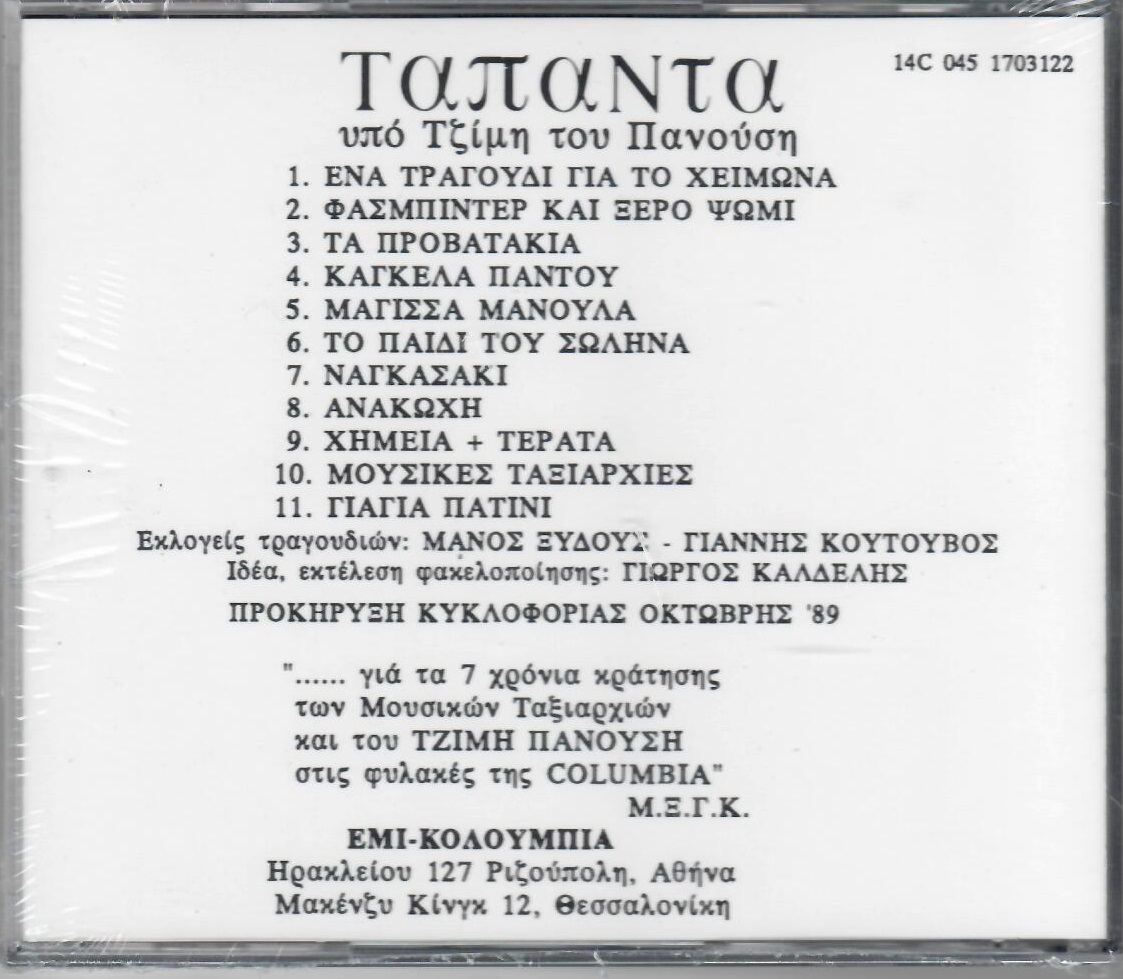 Ταπαντα
14C 045 1703122
υπό Τζίμη του Πανούση
1. ΕΝΑ ΤΡΑΓΟΥΔΙ ΓΙΑ ΤΟ ΧΕΙΜΩΝΑ
2. ΦΑΣΜΠΙΝΤΕΡ ΚΑΙ ΞΕΡΟ ΨΩΜΙ
3. ΤΑ ΠΡΟΒΑΤΑΚΙΑ
4. ΚΑΓΚΕΛΑ ΠΑΝΤΟΥ
5. ΜΑΓΙΣΣΑ ΜΑΝΟΥΛΑ
6. ΤΟ ΠΑΙΔΙ ΤΟΥ ΣΩΛΗΝΑ
7. ΝΑΓΚΑΣΑΚΙ
8. ΑΝΑΚΩΧΗ
9. ΧΗΜΕΙΑ + ΤΕΡΑΤΑ
10. ΜΟΥΣΙΚΕΣ ΤΑΞΙΑΡΧΙΕΣ
11. ΓΙΑΓΙΑ ΠΑΤΙΝΙ
Εκλογείς τραγουδιών: ΜΑΝΟΣ ΞΥΔΟΥΣ - ΓΙΑΝΝΗΣ ΚΟΥΤΟΥΒΟΣ
Ιδέα, εκτέλεση φακελοποίησης: ΓΙΩΡΓΟΣ ΚΑΛΔΕΛΗΣ
ΠΡΟΚΗΡΥΞΗ ΚΥΚΛΟΦΟΡΙΑΣ ΟΚΤΩΒΡΗΣ '89
"...... γιά τα 7 χρόνια κράτησης
των Μουσικών Ταξιαρχιών
και του ΤΖΙΜΗ ΠΑΝΟΥΣΗ
στις φυλακές της COLUMBIA"
Μ.Ξ.Γ.Κ.
ΕΜΙ-ΚΟΛΟΥΜΠΙΑ
Ηρακλείου 127 Ριζούπολη, Αθήνα
Μακένζυ Κίνγκ 12, Θεσσαλονίκη